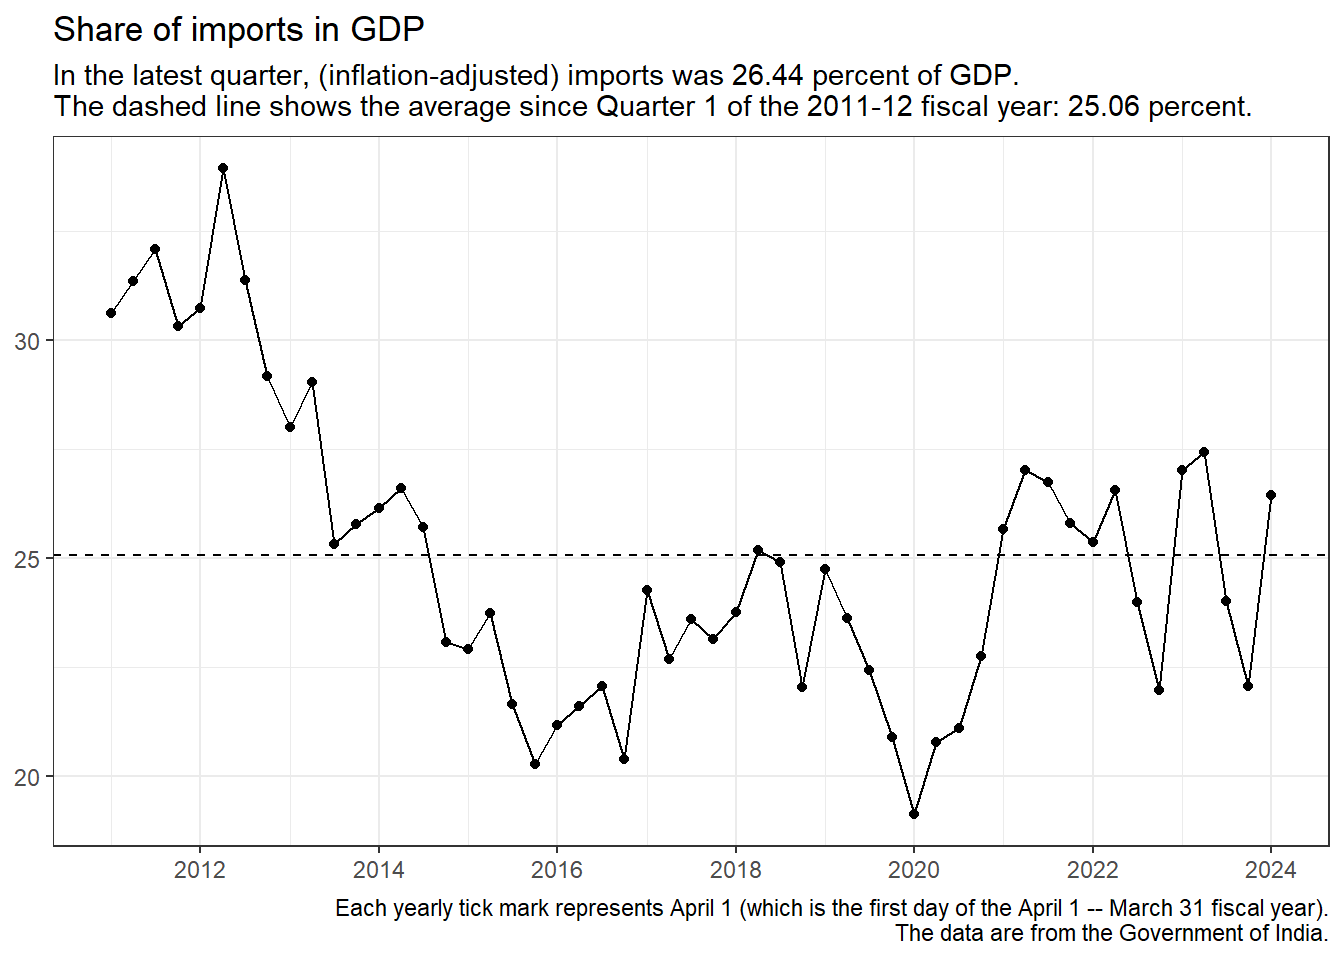 Share of imports in GDP
In the latest quarter, (inflation-adjusted) imports was 26.44 percent of GDP.
The dashed line shows the average since Quarter 1 of the 2011-12 fiscal year: 25.06 percent.
30
25
20
2012 2014 2016 2018 2020 2022 2024
Each yearly tick mark represents April 1 (which is the first day of the April 1 -- March 31 fiscal year).
The data are from the Government of India.